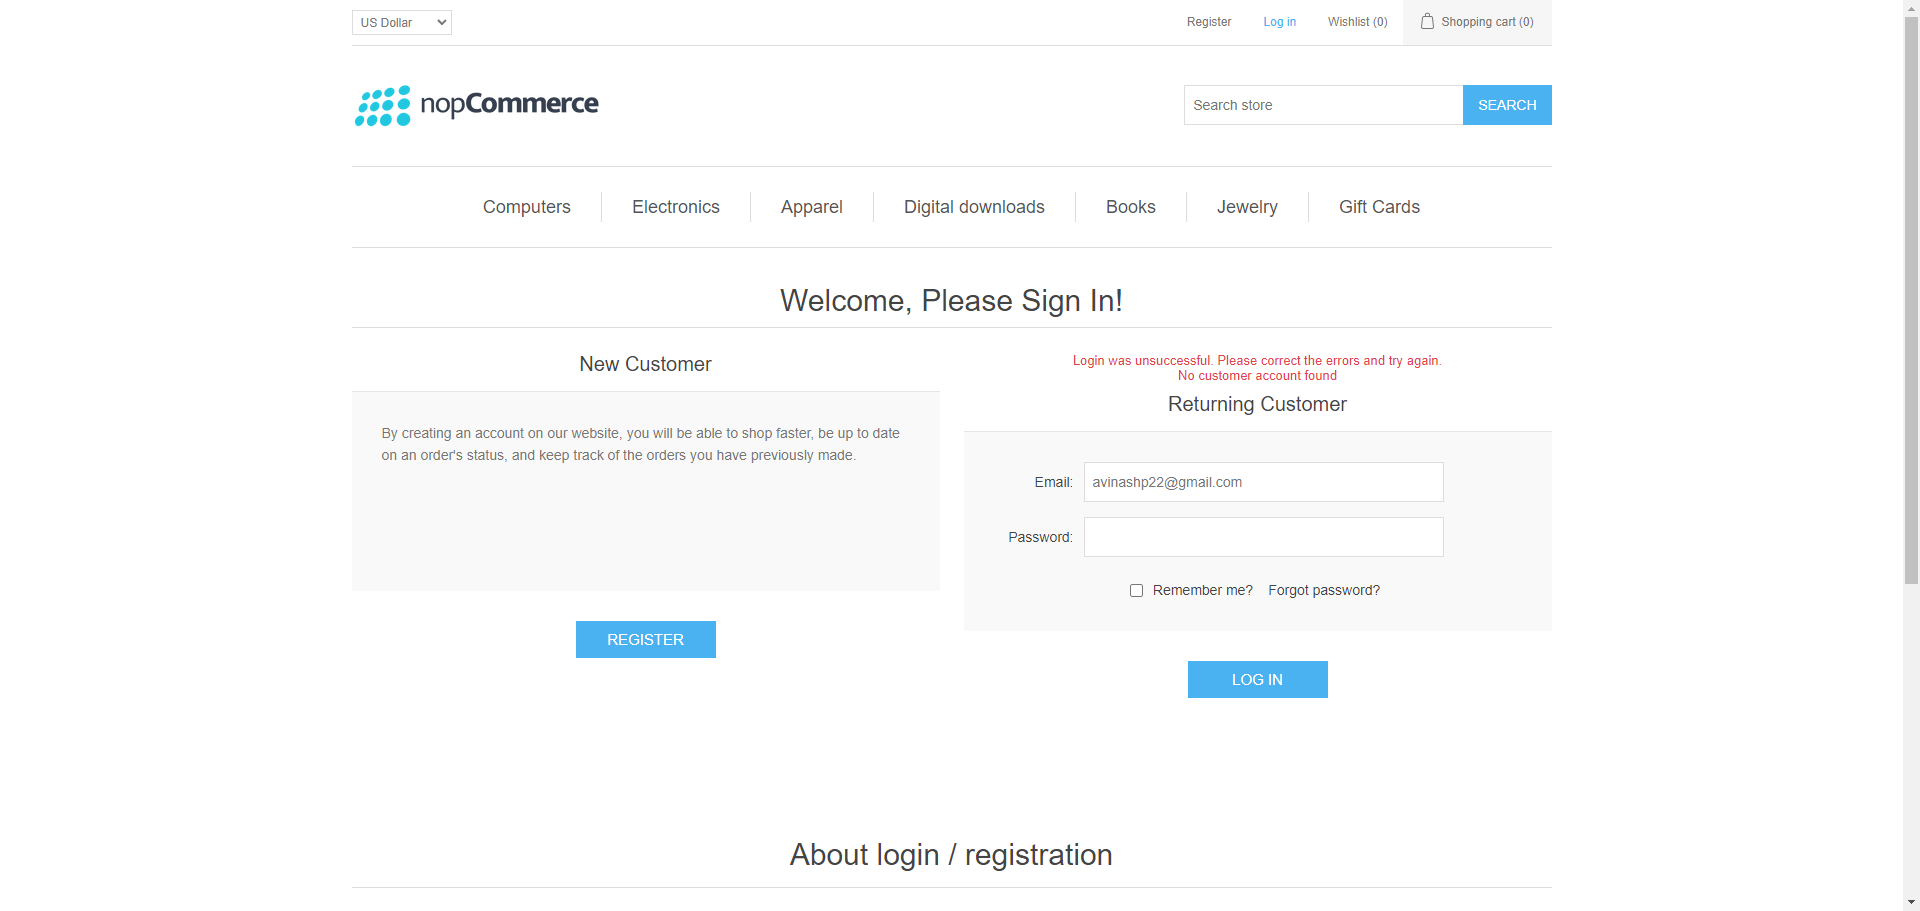 US Dollar
Register
Log in
Wishlist (0)
Shopping cart (0)
nopCommerce
Search store
SEARCH
Computers
Electronics
Apparel
Digital downloads
Books
Jewelry
Gift Cards
Welcome, Please Sign In!
New Customer
By creating an account on our website, you will be able to shop faster, be up to date
on an order's status, and keep track of the orders you have previously made.
REGISTER
Login was unsuccessful. Please correct the errors and try again.
No customer account found
Returning Customer
Email:
avinashp22@gmail.com
Password:
Remember me?
Forgot password?
LOG IN
About login / registration